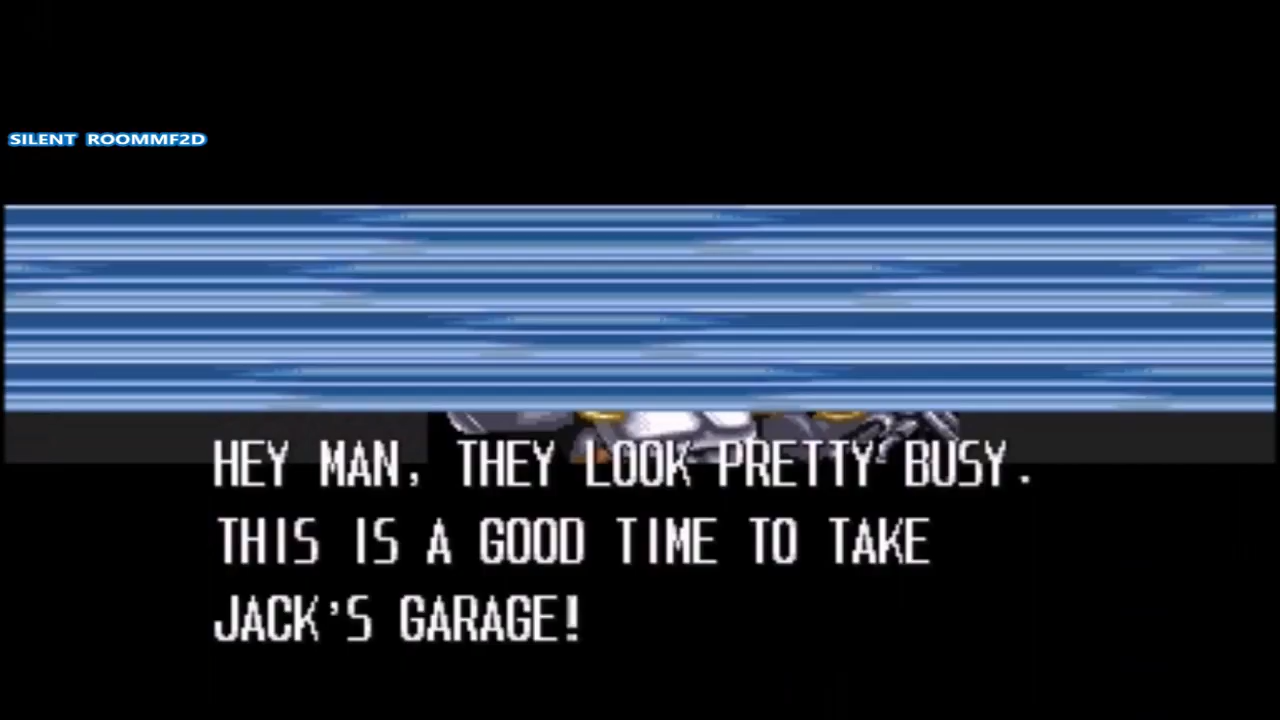 SILENT ROOMMF2D
HEY MAN, THEY LOOK PRETTY BUSY.
THIS IS A GOOD TIME TO TAKE
JACK'S GARAGE!